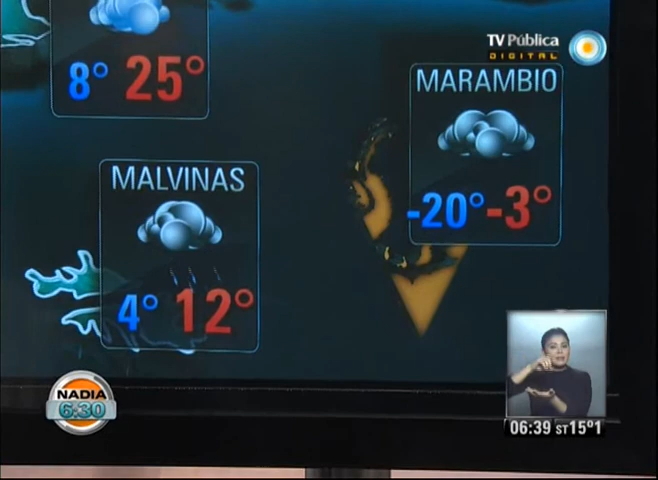 TV Pública
DIGITAL
8° 25°
MARAMBIO
-20° -3°
MALVINAS
4° 12°
NADIA
6:30
06:39 ST 15°1